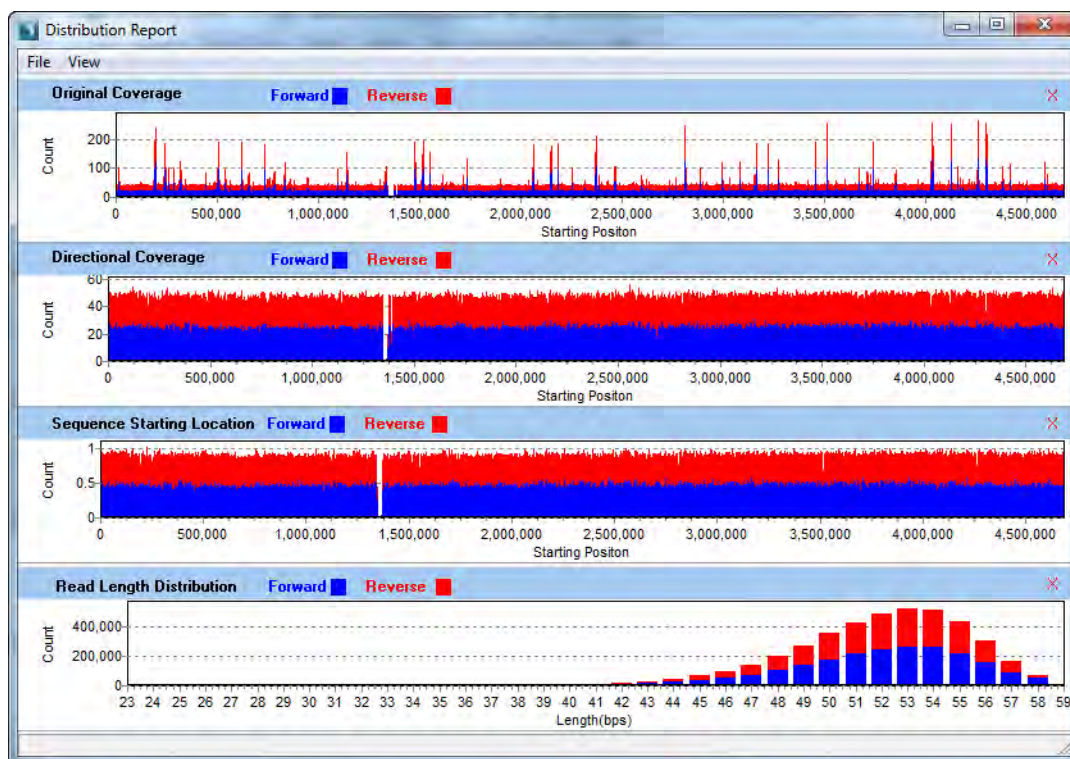 Distribution Report
File View
Original Coverage Forward Reverse X
Count
200
100
0
0 500,000 1,000,000 1,500,000 2,000,000 2,500,000 3,000,000 3,500,000 4,000,000 4,500,000
Starting Positon
Directional Coverage Forward Reverse X
Count
60
40
20
0
0 500,000 1,000,000 1,500,000 2,000,000 2,500,000 3,000,000 3,500,000 4,000,000 4,500,000
Starting Positon
Sequence Starting Location Forward Reverse X
Count
1
0.5
0
0 500,000 1,000,000 1,500,000 2,000,000 2,500,000 3,000,000 3,500,000 4,000,000 4,500,000
Starting Positon
Read Length Distribution Forward Reverse X
Count
400,000
200,000
0
23 24 25 26 27 28 29 30 31 32 33 34 35 36 37 38 39 40 41 42 43 44 45 46 47 48 49 50 51 52 53 54 55 56 57 58 59
Length(bps)